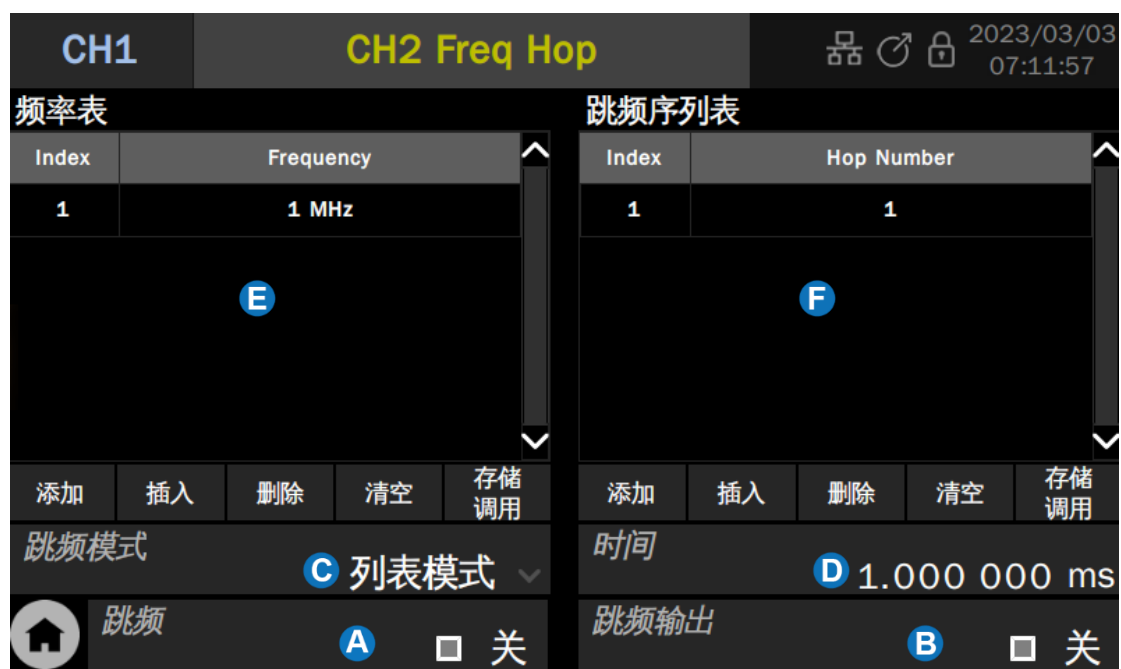 CH1
CH2 Freq Hop
2023/03/03
07:11:57
频率表
Index Frequency
1 1 MHz
E
添加 插入 删除 清空 存储
调用
跳频序列表
Index Hop Number
1 1
F
添加 插入 删除 清空 存储
调用
跳频模式
C 列表模式
时间
D 1.000 000 ms
跳频
A 关
跳频输出
B 关